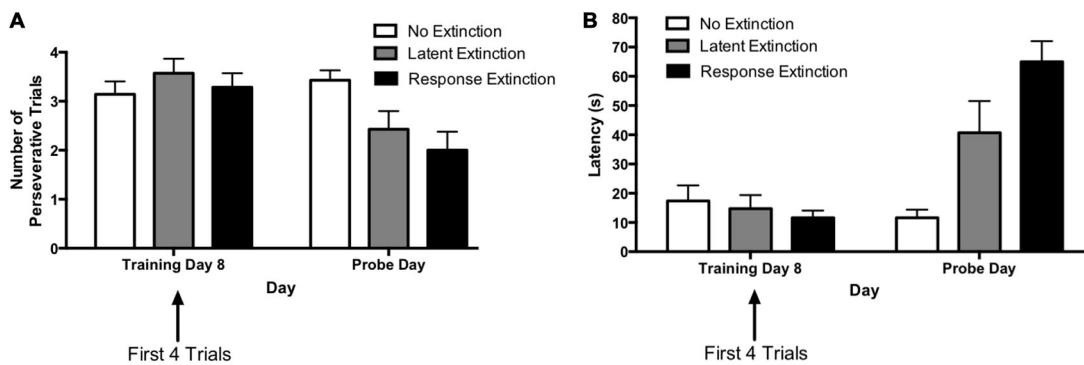 A
No Extinction
Latent Extinction
Response Extinction
Number of
Perseverative Trials
4
3
2
1
0
Training Day 8
Probe Day
Day
First 4 Trials
B
No Extinction
Latent Extinction
Response Extinction
Latency (s)
80
70
60
50
40
30
20
10
0
Training Day 8
Probe Day
Day
First 4 Trials